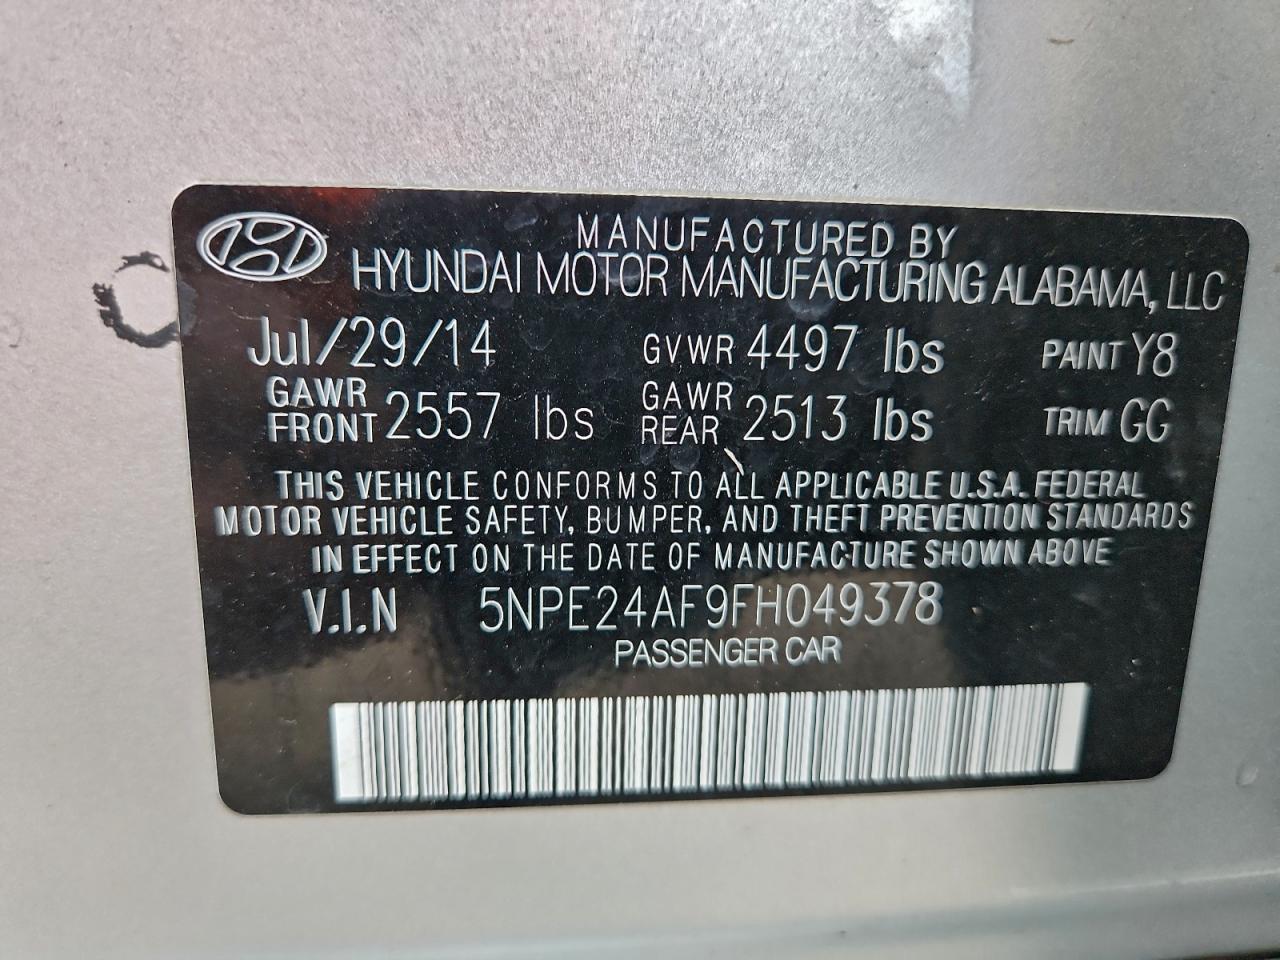 MANUFACTURED BY
HYUNDAI MOTOR MANUFACTURING ALABAMA, LLC
Jul/29/14 GVWR 4497 lbs PAINT Y8
GAWR FRONT 2557 lbs GAWR REAR 2513 lbs TRIM GG
THIS VEHICLE CONFORMS TO ALL APPLICABLE U.S.A. FEDERAL
MOTOR VEHICLE SAFETY, BUMPER, AND THEFT PREVENTION STANDARDS
IN EFFECT ON THE DATE OF MANUFACTURE SHOWN ABOVE
V.I.N 5NPE24AF9FH049378
PASSENGER CAR